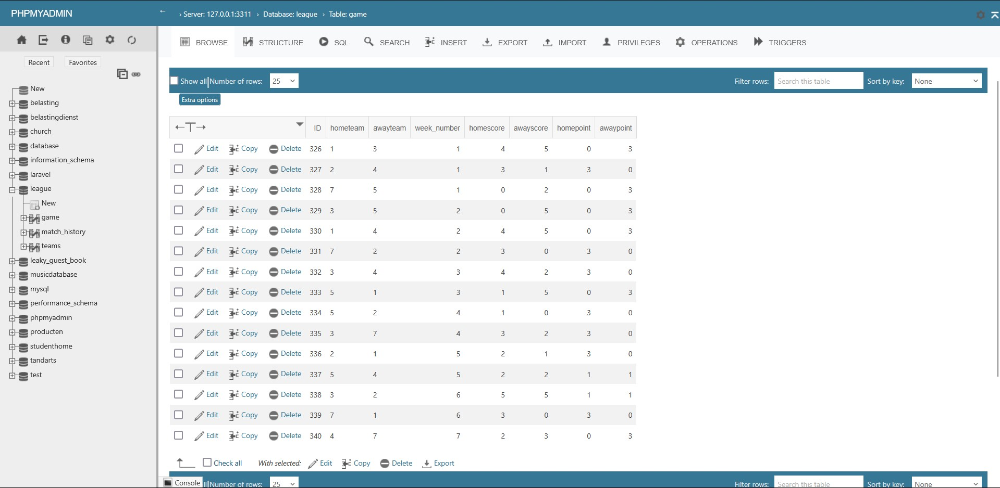 PHPMYADMIN
← › Server: 127.0.0.1:3311 › Database: league › Table: game
BROWSE STRUCTURE SQL SEARCH INSERT EXPORT IMPORT PRIVILEGES OPERATIONS TRIGGERS
Recent Favorites
New
belasting
belastingdienst
church
database
information_schema
laravel
league
New
game
match_history
teams
leaky_guest_book
musicdatabase
mysql
performance_schema
phpmyadmin
producten
studenthome
tandarts
test
Show all Number of rows: 25 Filter rows: Search this table Sort by key: None
Extra options
←T→ ID hometeam awayteam week_number homescore awayscore homepoint awaypoint
Edit Copy Delete 326 1 3 1 4 5 0 3
Edit Copy Delete 327 2 4 1 3 1 3 0
Edit Copy Delete 328 7 5 1 0 2 0 3
Edit Copy Delete 329 3 5 2 0 5 0 3
Edit Copy Delete 330 1 4 2 4 5 0 3
Edit Copy Delete 331 7 2 2 3 0 3 0
Edit Copy Delete 332 3 4 3 4 2 3 0
Edit Copy Delete 333 5 1 3 1 5 0 3
Edit Copy Delete 334 5 2 4 1 0 3 0
Edit Copy Delete 335 3 7 4 3 2 3 0
Edit Copy Delete 336 2 1 5 2 1 3 0
Edit Copy Delete 337 5 4 5 2 2 1 1
Edit Copy Delete 338 3 2 6 5 5 1 1
Edit Copy Delete 339 7 1 6 3 0 3 0
Edit Copy Delete 340 4 7 7 2 3 0 3
Check all With selected: Edit Copy Delete Export
Console ll Number of rows: 25 Filter rows: Search this table Sort by key: None